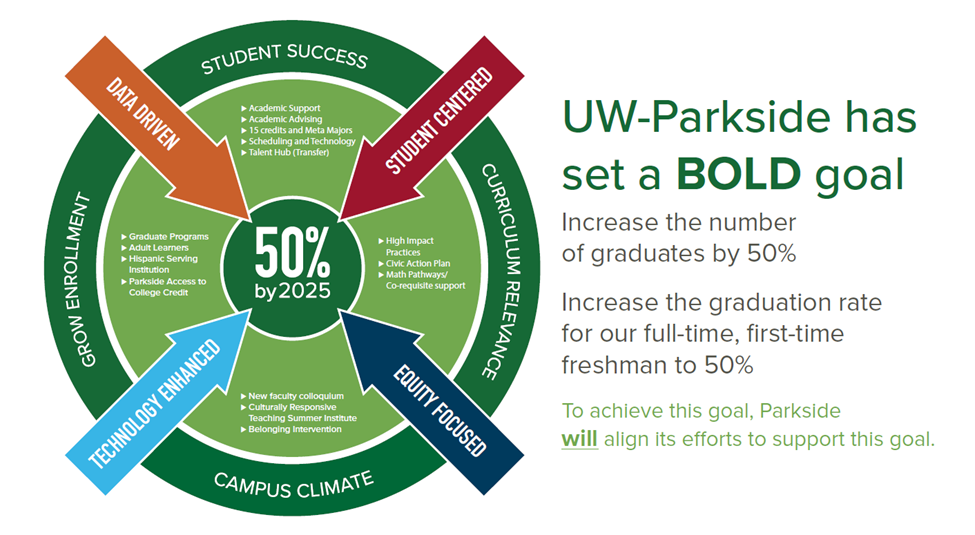 STUDENT SUCCESS
DATA DRIVEN
STUDENT CENTERED
▶ Academic Support
▶ Academic Advising
▶ 15 credits and Meta Majors
▶ Scheduling and Technology
▶ Talent Hub (Transfer)
GROW ENROLLMENT
▶ Graduate Programs
▶ Adult Learners
▶ Hispanic Serving
Institution
▶ Parkside Access to
College Credit
50%
by 2025
▶ High Impact
Practices
▶ Civic Action Plan
▶ Math Pathways/
Co-requisite support
CURRICULUM RELEVANCE
TECHNOLOGY ENHANCED
EQUITY FOCUSED
▶ New faculty colloquium
▶ Culturally Responsive
Teaching Summer Institute
▶ Belonging Intervention
CAMPUS CLIMATE
UW-Parkside has
set a BOLD goal
Increase the number
of graduates by 50%
Increase the graduation rate
for our full-time, first-time
freshman to 50%
To achieve this goal, Parkside
will align its efforts to support this goal.